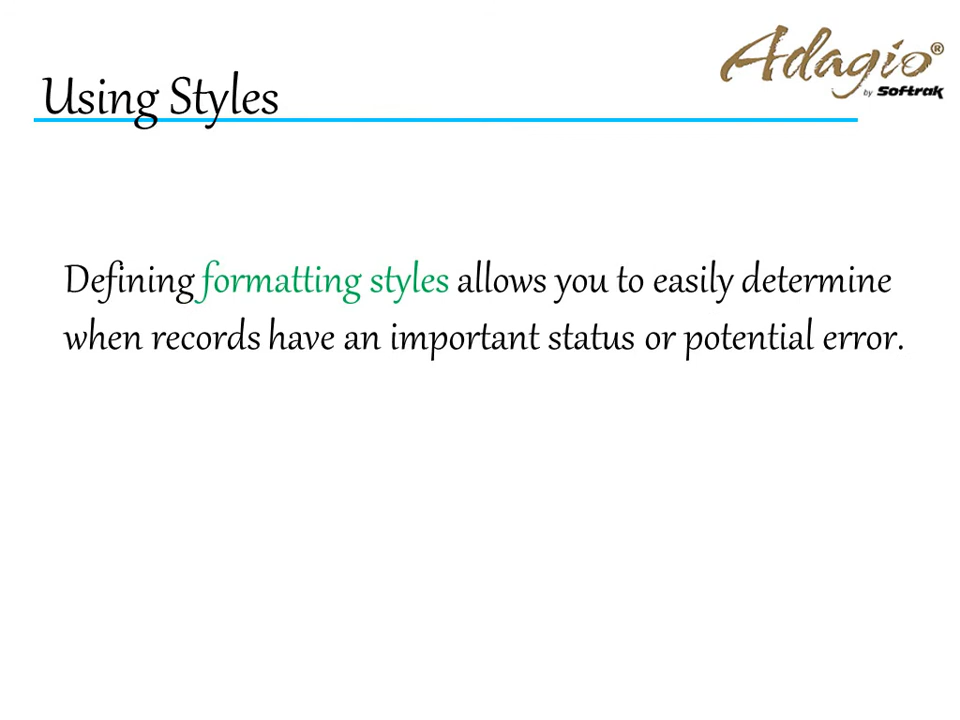 Adagio®
by Softrak
Using Styles
Defining formatting styles allows you to easily determine
when records have an important status or potential error.